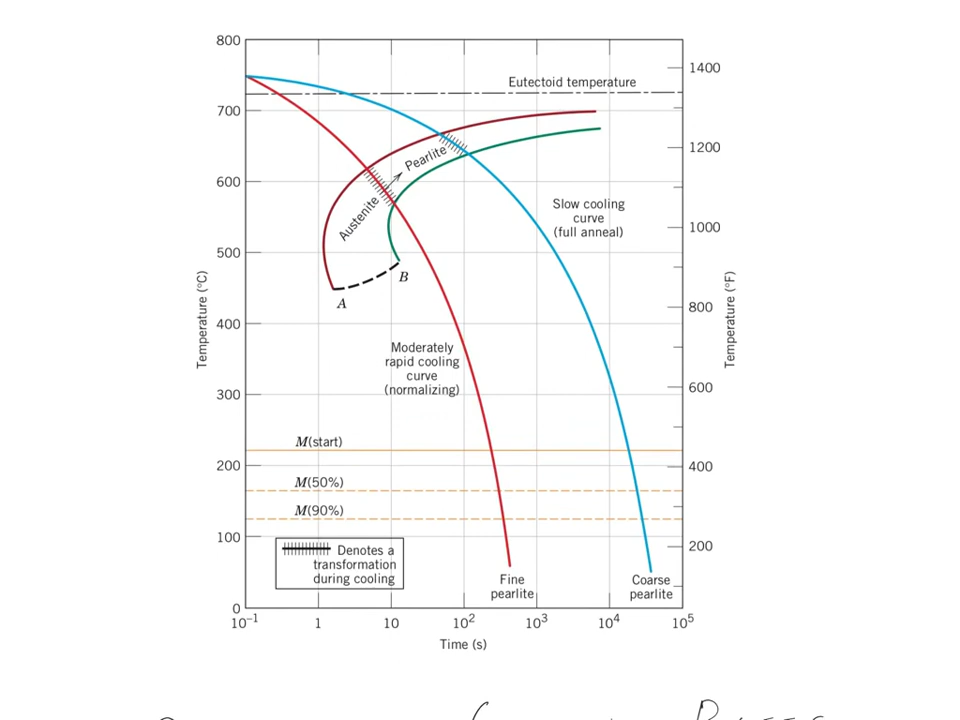 800
700
600
500
400
300
200
100
0
1400
1200
1000
800
600
400
200
Temperature (°C)
Temperature (°F)
Eutectoid temperature
Austenite
Pearlite
Slow cooling
curve
(full anneal)
B
A
Moderately
rapid cooling
curve
(normalizing)
M(start)
M(50%)
M(90%)
Denotes a
transformation
during cooling
Fine
pearlite
Coarse
pearlite
10⁻¹
1
10
10²
10³
10⁴
10⁵
Time (s)